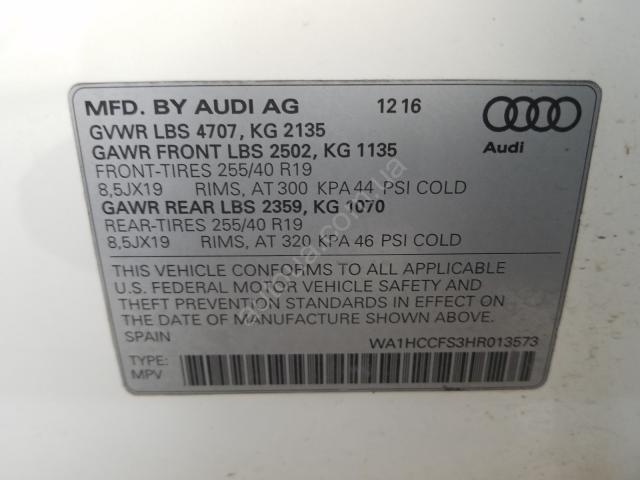 MFD. BY AUDI AG 12 16
GVWR LBS 4707, KG 2135
GAWR FRONT LBS 2502, KG 1135
Audi
FRONT-TIRES 255/40 R19
8,5JX19 RIMS, AT 300 KPA 44 PSI COLD
GAWR REAR LBS 2359, KG 1070
REAR-TIRES 255/40 R19
8,5JX19 RIMS, AT 320 KPA 46 PSI COLD
THIS VEHICLE CONFORMS TO ALL APPLICABLE
U.S. FEDERAL MOTOR VEHICLE SAFETY AND
THEFT PREVENTION STANDARDS IN EFFECT ON
THE DATE OF MANUFACTURE SHOWN ABOVE.
SPAIN WA1HCCFS3HR013573
TYPE:
MPV